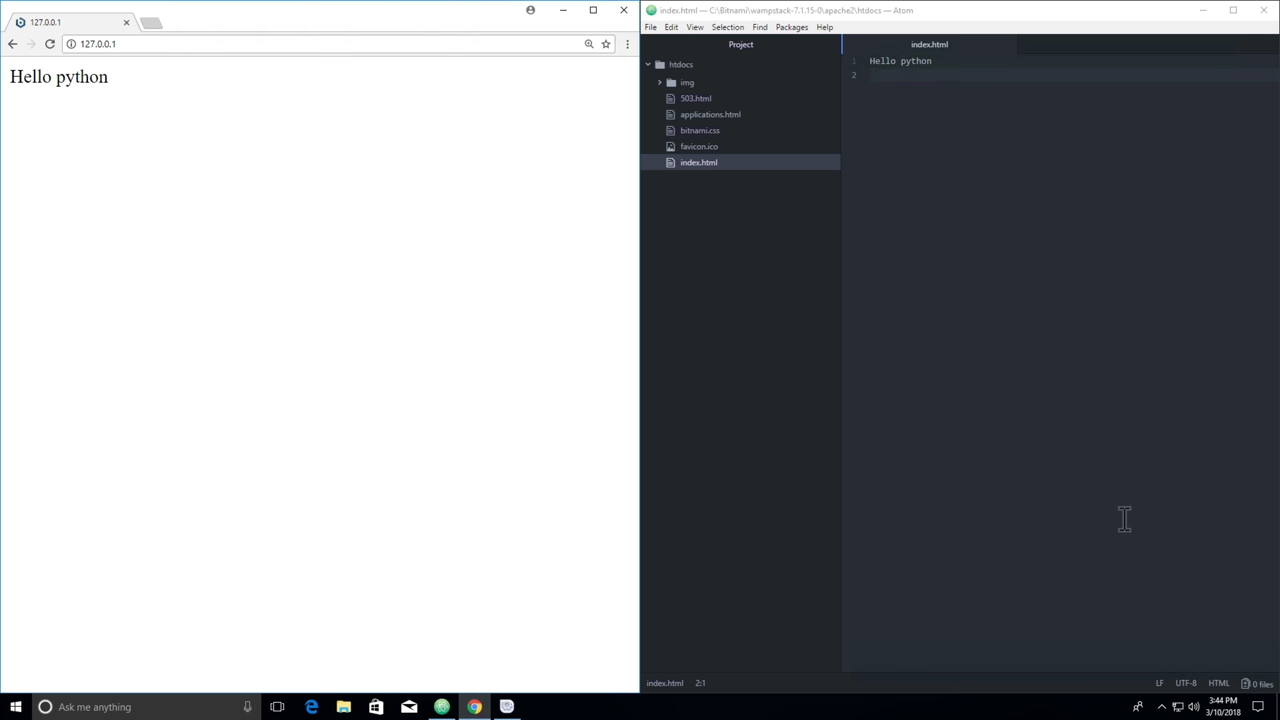 127.0.0.1
127.0.0.1
Hello python
index.html — C:\Bitnami\wampstack-7.1.15-0\apache2\htdocs — Atom
File Edit View Selection Find Packages Help
Project
htdocs
img
503.html
applications.html
bitnami.css
favicon.ico
index.html
index.html
1 Hello python
2
index.html 2:1
LF UTF-8 HTML 0 files
Ask me anything
3:44 PM
3/10/2018